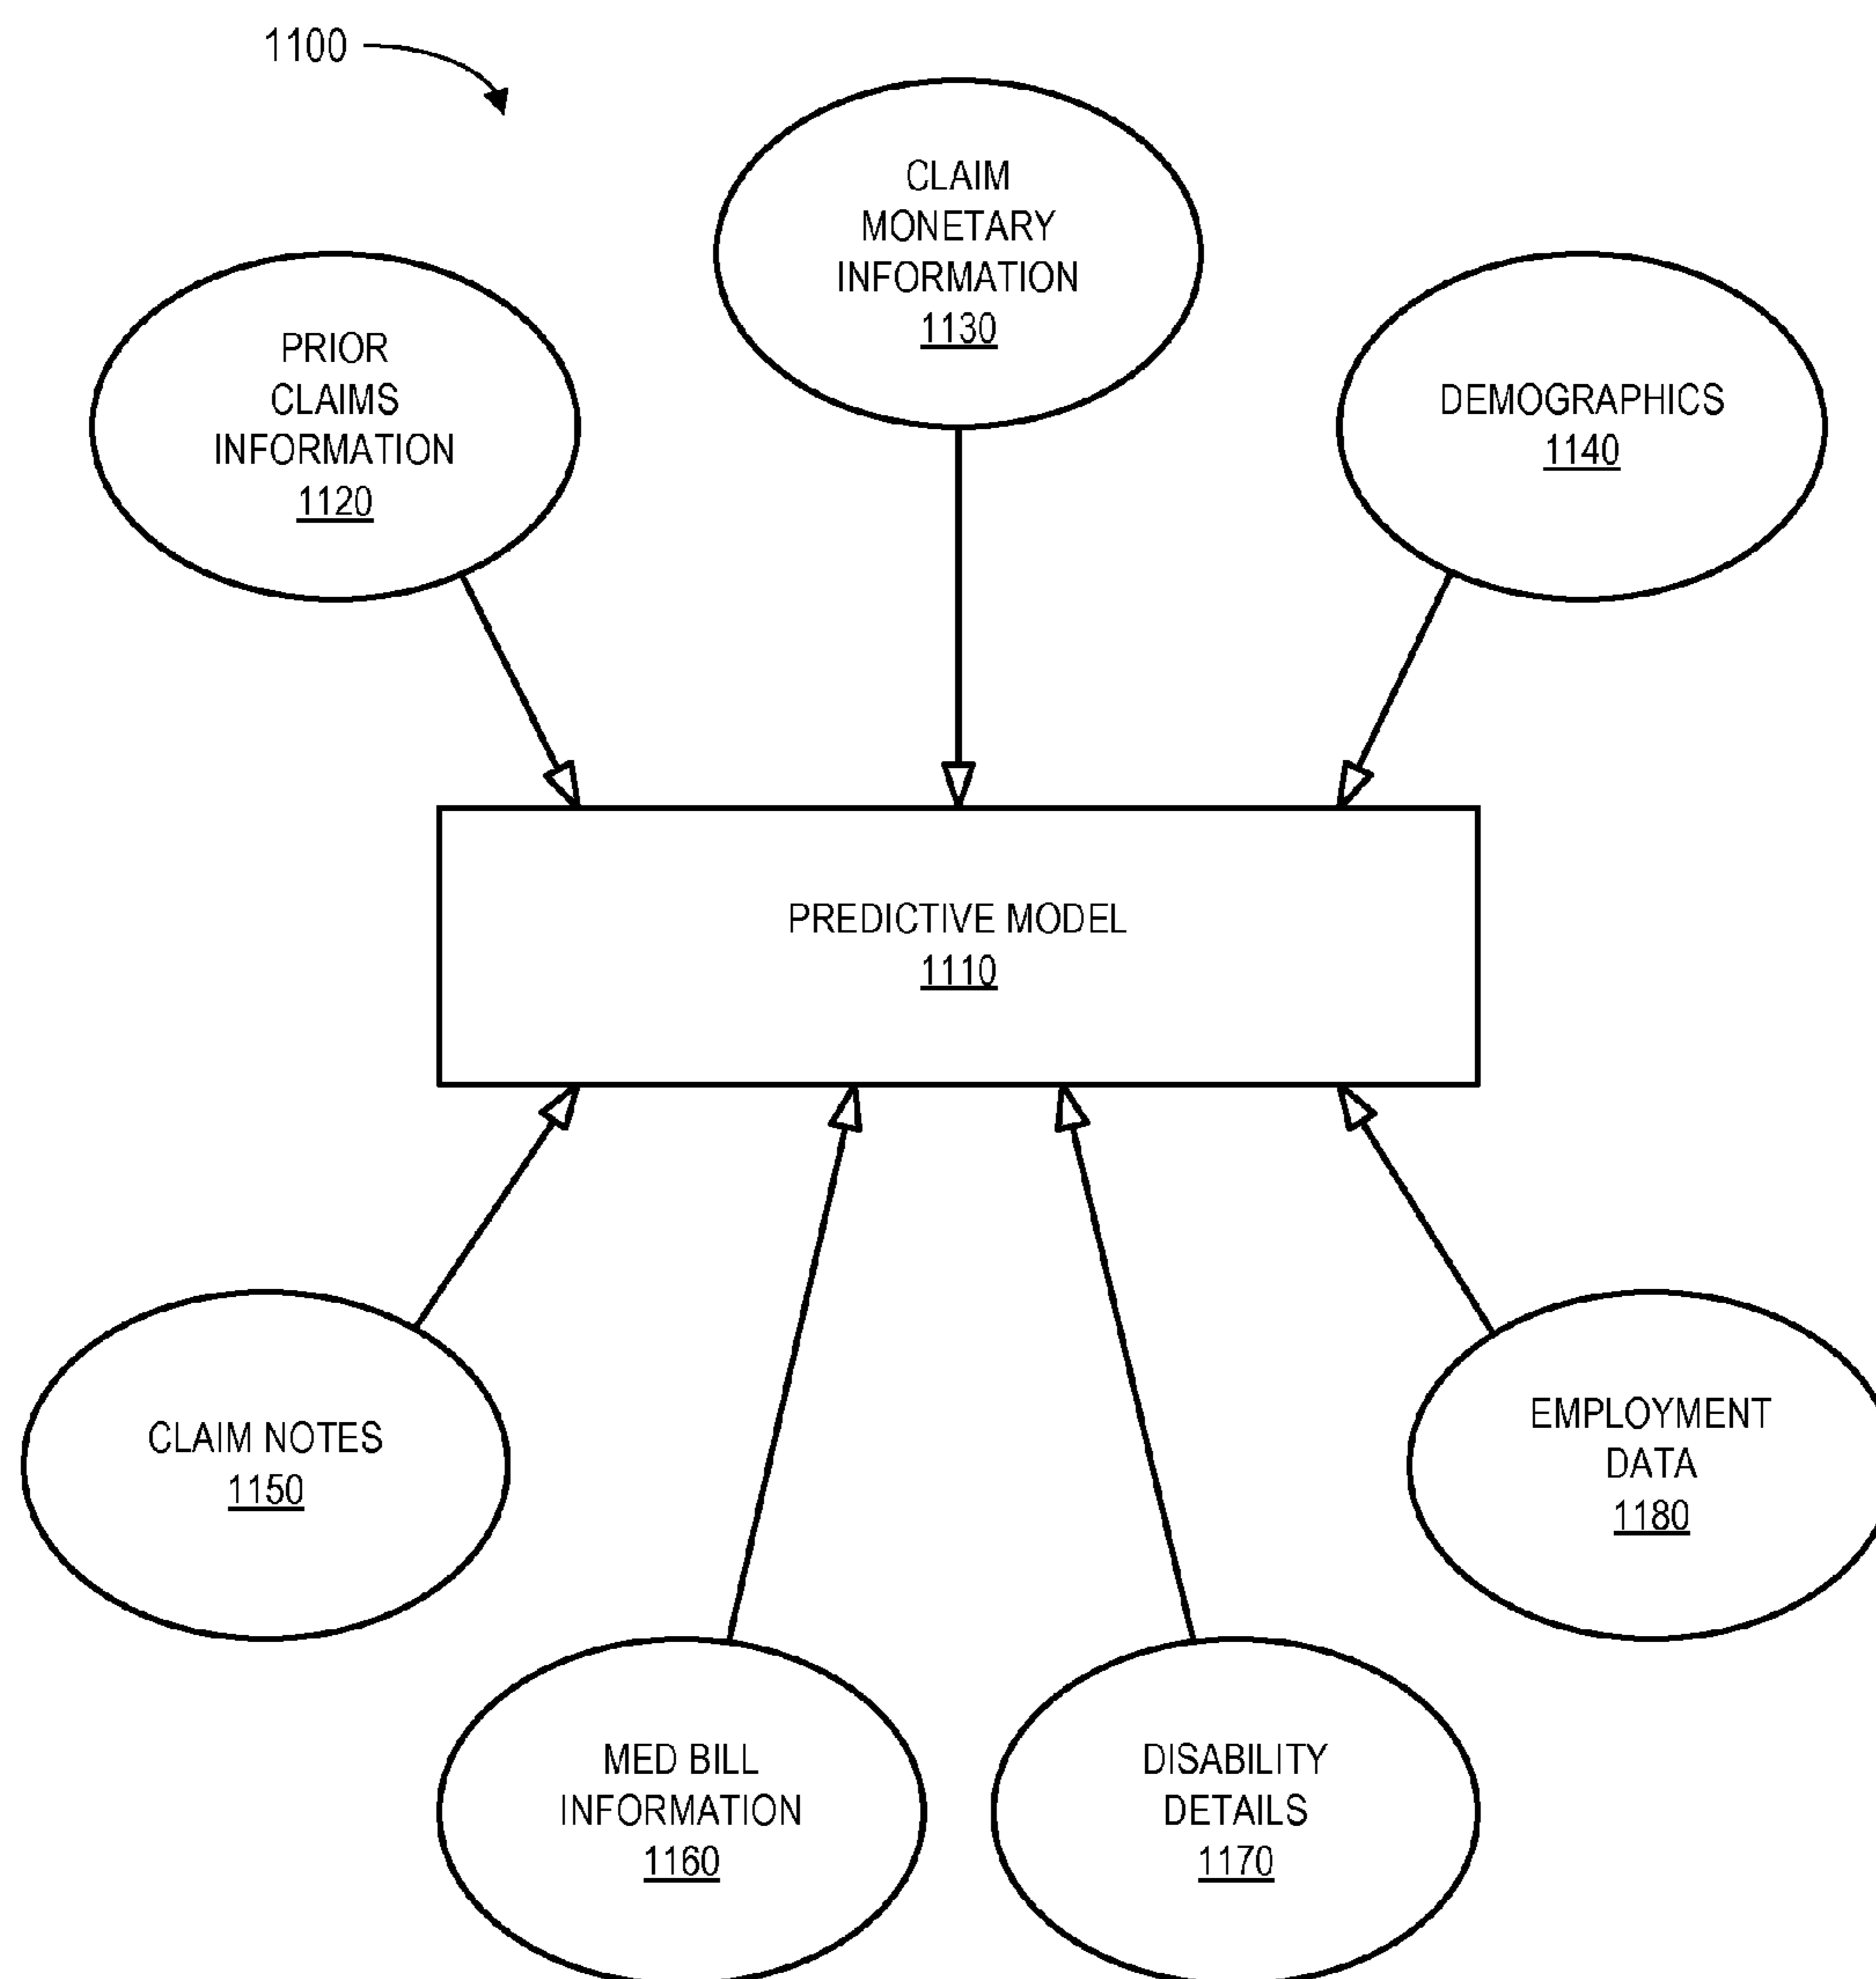 1100
CLAIM
MONETARY
INFORMATION
1130
PRIOR
CLAIMS
INFORMATION
1120
DEMOGRAPHICS
1140
PREDICTIVE MODEL
1110
CLAIM NOTES
1150
EMPLOYMENT
DATA
1180
MED BILL
INFORMATION
1160
DISABILITY
DETAILS
1170